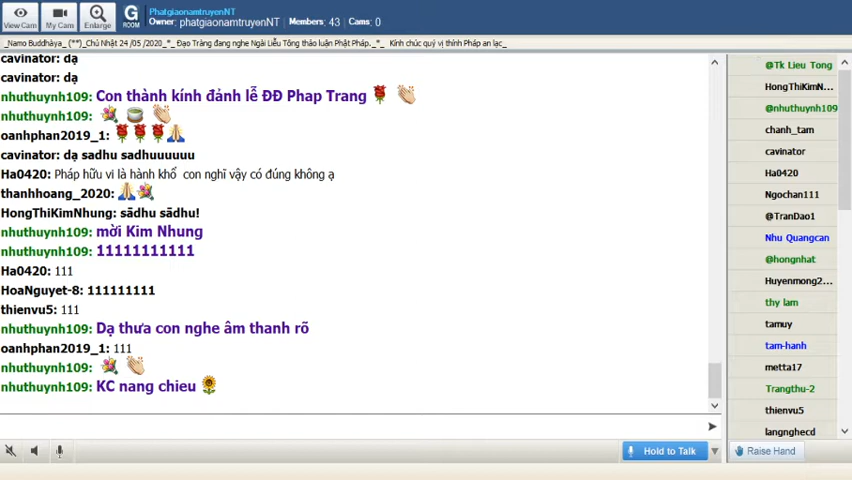 PhatgiaonamtruyenNT
Owner: phatgiaonamtruyenNT Members: 43 Cams: 0
View Cam
My Cam
Enlarge
G ROOM
_Namo Buddhàya_ (**)_Chủ Nhật 24 /05 /2020_*_ Đạo Tràng đang nghe Ngài Liễu Tông thảo luận Phật Pháp._*_ Kính chúc quý vị thính Pháp an lạc_
cavinator: dạ
cavinator: dạ
nhuthuynh109: Con thành kính đảnh lễ ĐĐ Phap Trang
nhuthuynh109:
oanhphan2019_1:
cavinator: dạ sadhu sadhuuuuuu
Ha0420: Pháp hữu vi là hành khổ con nghĩ vậy có đúng không ạ
thanhhoang_2020:
HongThiKimNhung: sādhu sādhu!
nhuthuynh109: mời Kim Nhung
nhuthuynh109: 11111111111
Ha0420: 111
HoaNguyet-8: 111111111
thienvu5: 111
nhuthuynh109: Dạ thưa con nghe âm thanh rõ
oanhphan2019_1: 111
nhuthuynh109:
nhuthuynh109: KC nang chieu
@Tk Lieu Tong
HongThiKimN...
@nhuthuynh109
chanh_tam
cavinator
Ha0420
Ngochan111
@TranDao1
Nhu Quangcan
@hongnhat
Huyenmong2...
thy lam
tamuy
tam-hanh
metta17
Trangthu-2
thienvu5
langnghecd
Hold to Talk
Raise Hand